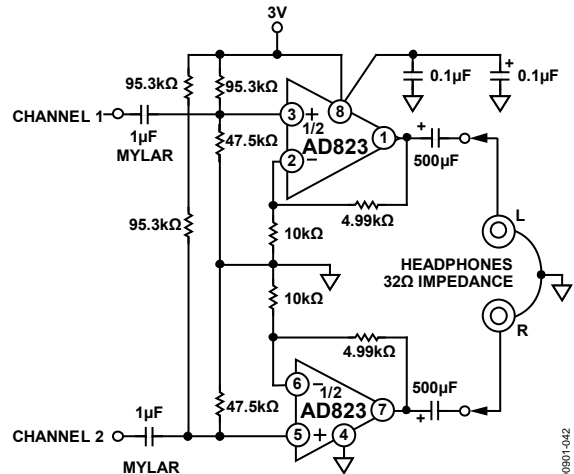 3V
95.3kΩ
95.3kΩ
8
0.1µF
+
0.1µF
CHANNEL 1
1µF
MYLAR
3
+
1/2
AD823
1
+
500µF
47.5kΩ
2
−
95.3kΩ
4.99kΩ
10kΩ
L
HEADPHONES
32Ω IMPEDANCE
10kΩ
R
4.99kΩ
6
−
1/2
AD823
7
500µF
+
47.5kΩ
1µF
CHANNEL 2
5
+
4
MYLAR
0901-042